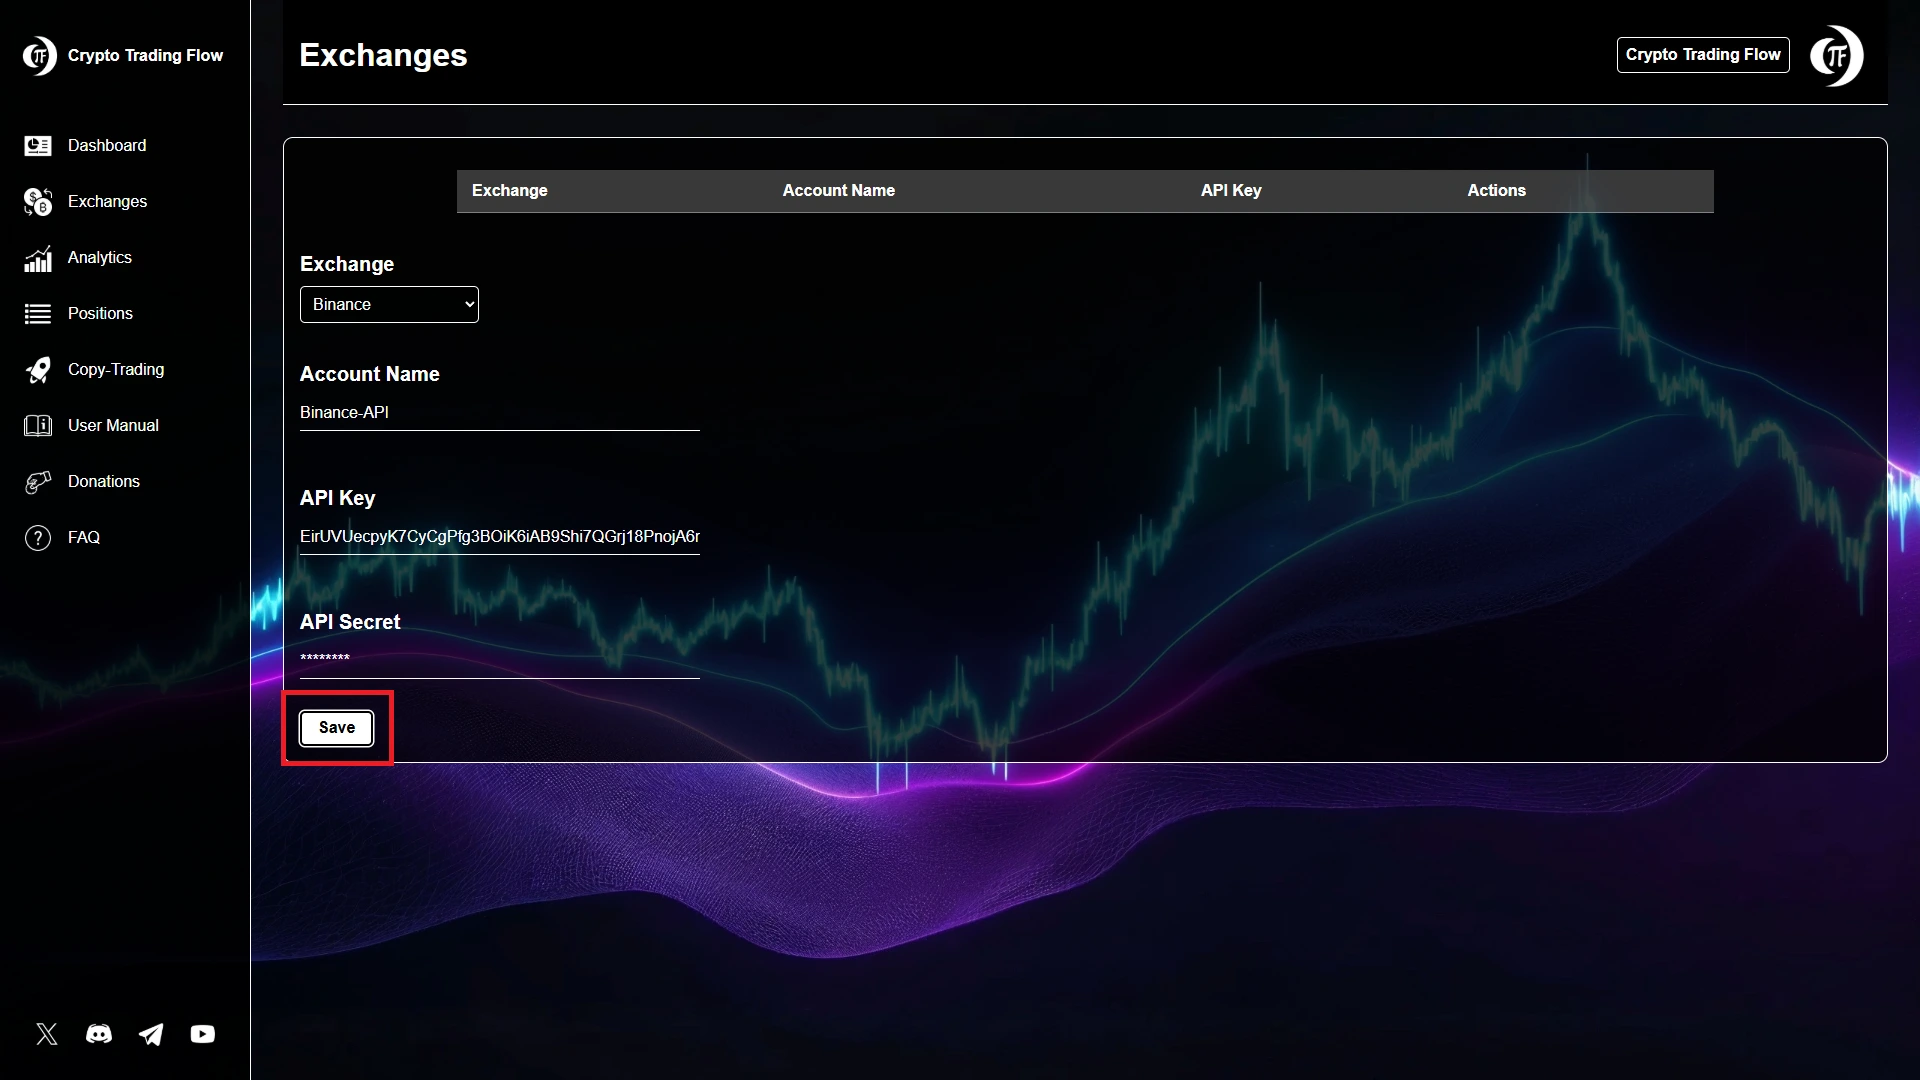 Crypto Trading Flow
Dashboard
Exchanges
Analytics
Positions
Copy-Trading
User Manual
Donations
FAQ
Exchanges
Crypto Trading Flow
Exchange Account Name API Key Actions
Exchange
Binance
Account Name
Binance-API
API Key
EirUVUecpyK7CyCgPfg3BOiK6iAB9Shi7QGrj18PnojA6r
API Secret
********
Save